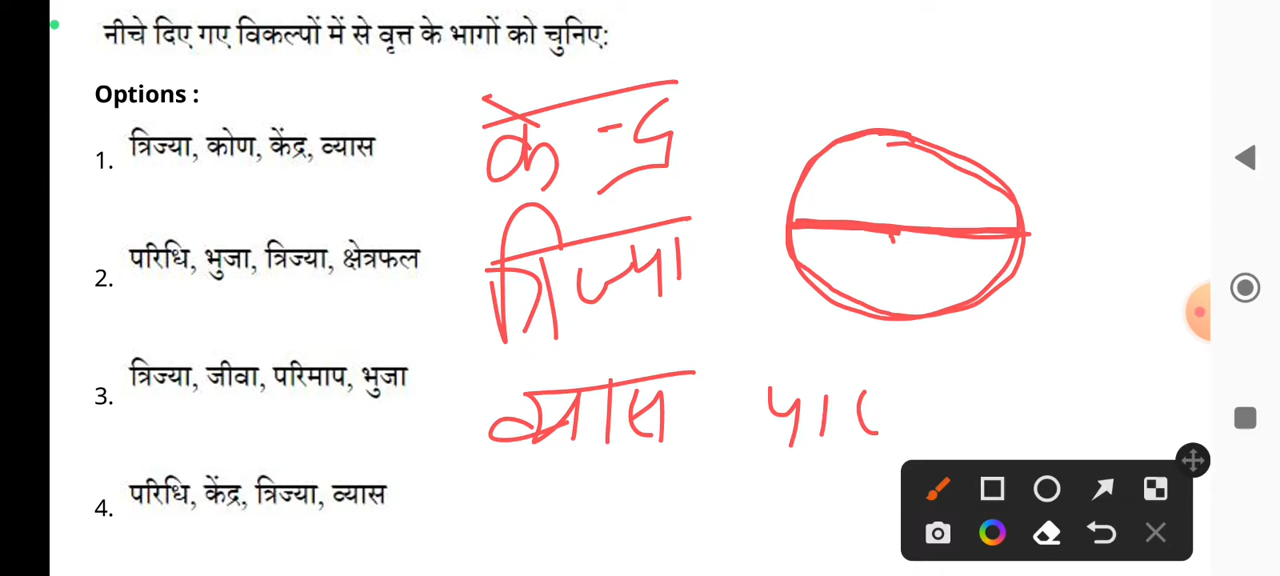 नीचे दिए गए विकल्पों में से वृत्त के भागों को चुनिए:
Options :
1. त्रिज्या, कोण, केंद्र, व्यास
2. परिधि, भुजा, त्रिज्या, क्षेत्रफल
3. त्रिज्या, जीवा, परिमाप, भुजा
4. परिधि, केंद्र, त्रिज्या, व्यास
त्रिज्या
व्यास